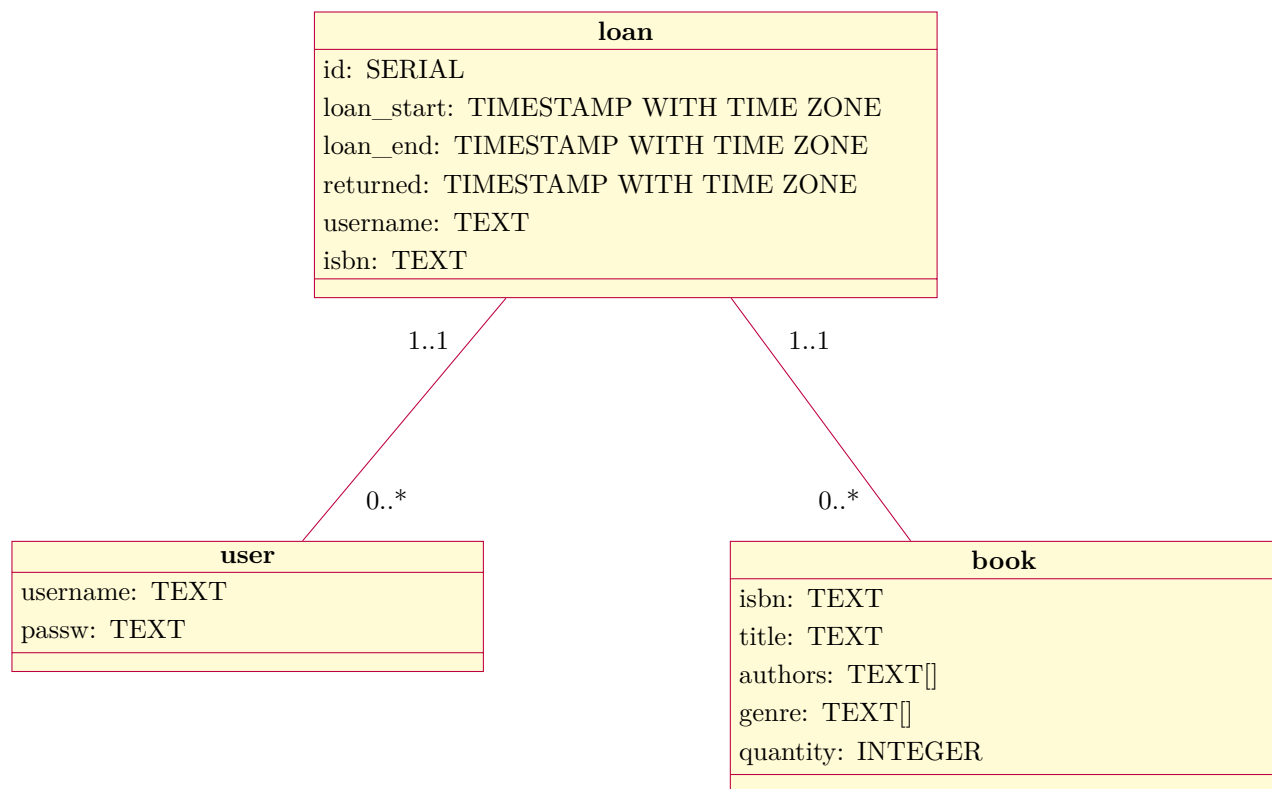 loan
id: SERIAL
loan_start: TIMESTAMP WITH TIME ZONE
loan_end: TIMESTAMP WITH TIME ZONE
returned: TIMESTAMP WITH TIME ZONE
username: TEXT
isbn: TEXT
1..1
1..1
0..*
0..*
user
username: TEXT
passw: TEXT
book
isbn: TEXT
title: TEXT
authors: TEXT[]
genre: TEXT[]
quantity: INTEGER